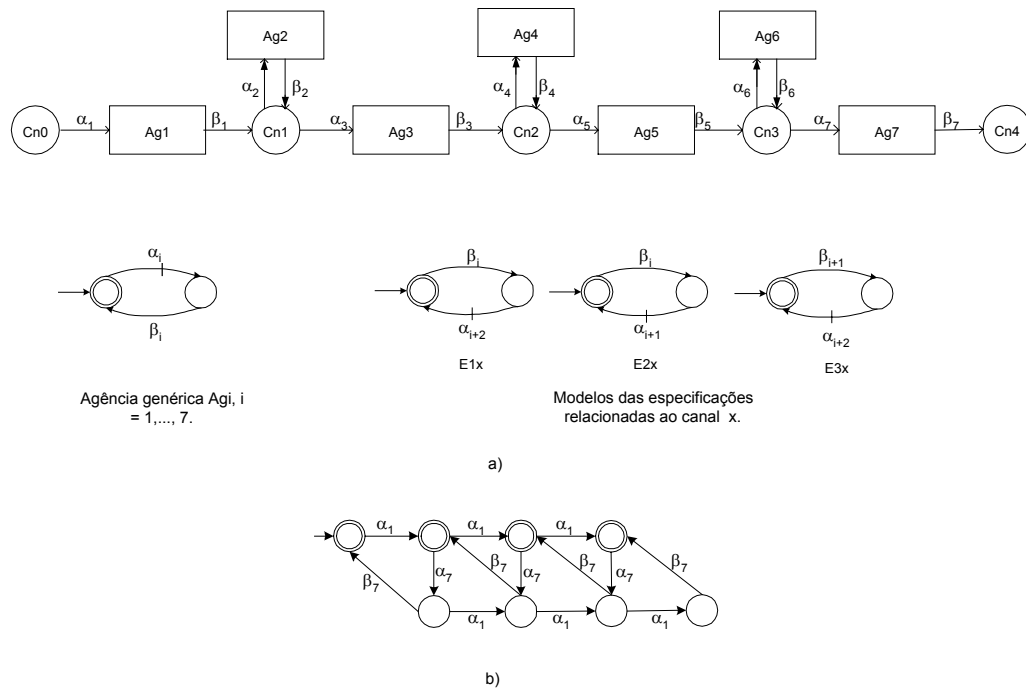 Ag2
Ag4
Ag6
α2 β2
α4 β4
α6 β6
Cn0 α1 Ag1 β1 Cn1 α3 Ag3 β3 Cn2 α5 Ag5 β5 Cn3 α7 Ag7 β7 Cn4
αi
βi
βi
αi+2
E1x
βi
αi+1
E2x
βi+1
αi+2
E3x
Agência genérica Agi, i
= 1,..., 7.
Modelos das especificações
relacionadas ao canal x.
a)
α1 α1 α1
β7 α7 β7 α7 β7 α7 β7
α1 α1 α1
b)